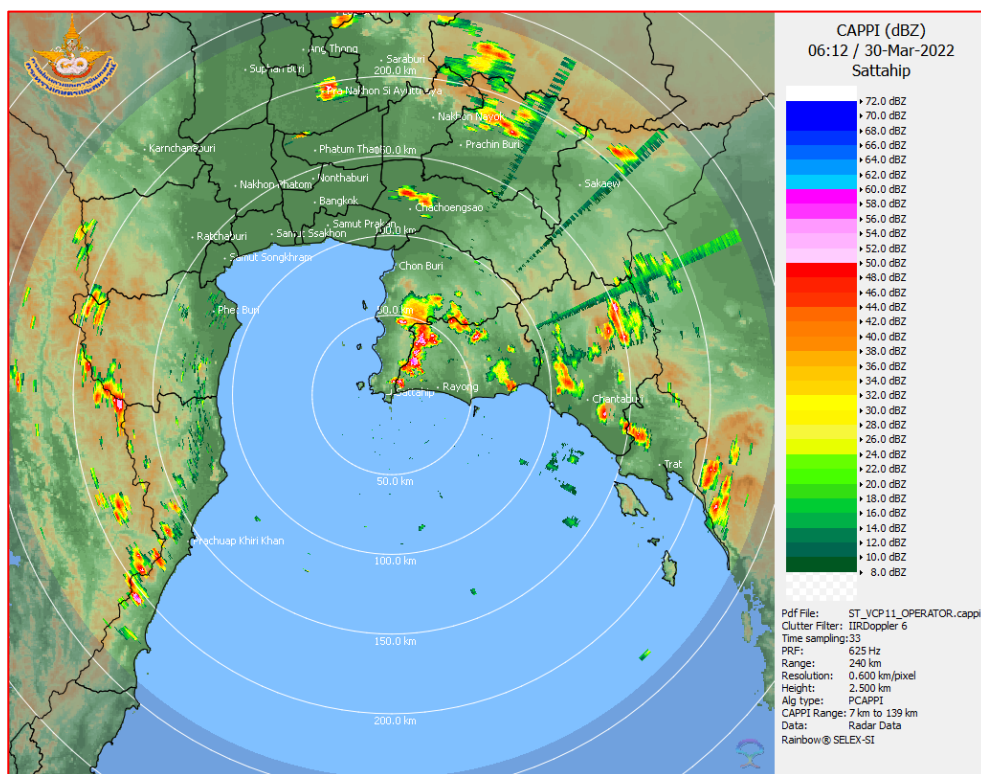 CAPPI (dBZ)
06:12 / 30-Mar-2022
Sattahip
72.0 dBZ
70.0 dBZ
68.0 dBZ
66.0 dBZ
64.0 dBZ
62.0 dBZ
60.0 dBZ
58.0 dBZ
56.0 dBZ
54.0 dBZ
52.0 dBZ
50.0 dBZ
48.0 dBZ
46.0 dBZ
44.0 dBZ
42.0 dBZ
40.0 dBZ
38.0 dBZ
36.0 dBZ
34.0 dBZ
32.0 dBZ
30.0 dBZ
28.0 dBZ
26.0 dBZ
24.0 dBZ
22.0 dBZ
20.0 dBZ
18.0 dBZ
16.0 dBZ
14.0 dBZ
12.0 dBZ
10.0 dBZ
8.0 dBZ
Pdf File: ST_VCP11_OPERATOR.cappi
Clutter Filter: IIRDoppler 6
Time sampling:33
PRF: 625 Hz
Range: 240 km
Resolution: 0.600 km/pixel
Height: 2.500 km
Alg type: PCAPPI
CAPPI Range: 7 km to 139 km
Data: Radar Data
Rainbow® SELEX-SI
Ang Thong
Saraburi
Suphan Buri
200.0 km
Nakhon Si Ayutthaya
Nakhon Nayok
Karnchanaburi
Phatum Thani
150.0 km
Prachin Buri
Nakhon Phatom
Nonthaburi
Sakaew
Bangkok
Chachoengsao
Samut Prakan
Ratchaburi
Samut Ssakhon
100.0 km
Samut Songkhram
Chon Buri
Phet Buri
50.0 km
Sattahip
Rayong
Chantaburi
Trat
50.0 km
Prachuap Khiri Khan
100.0 km
150.0 km
200.0 km